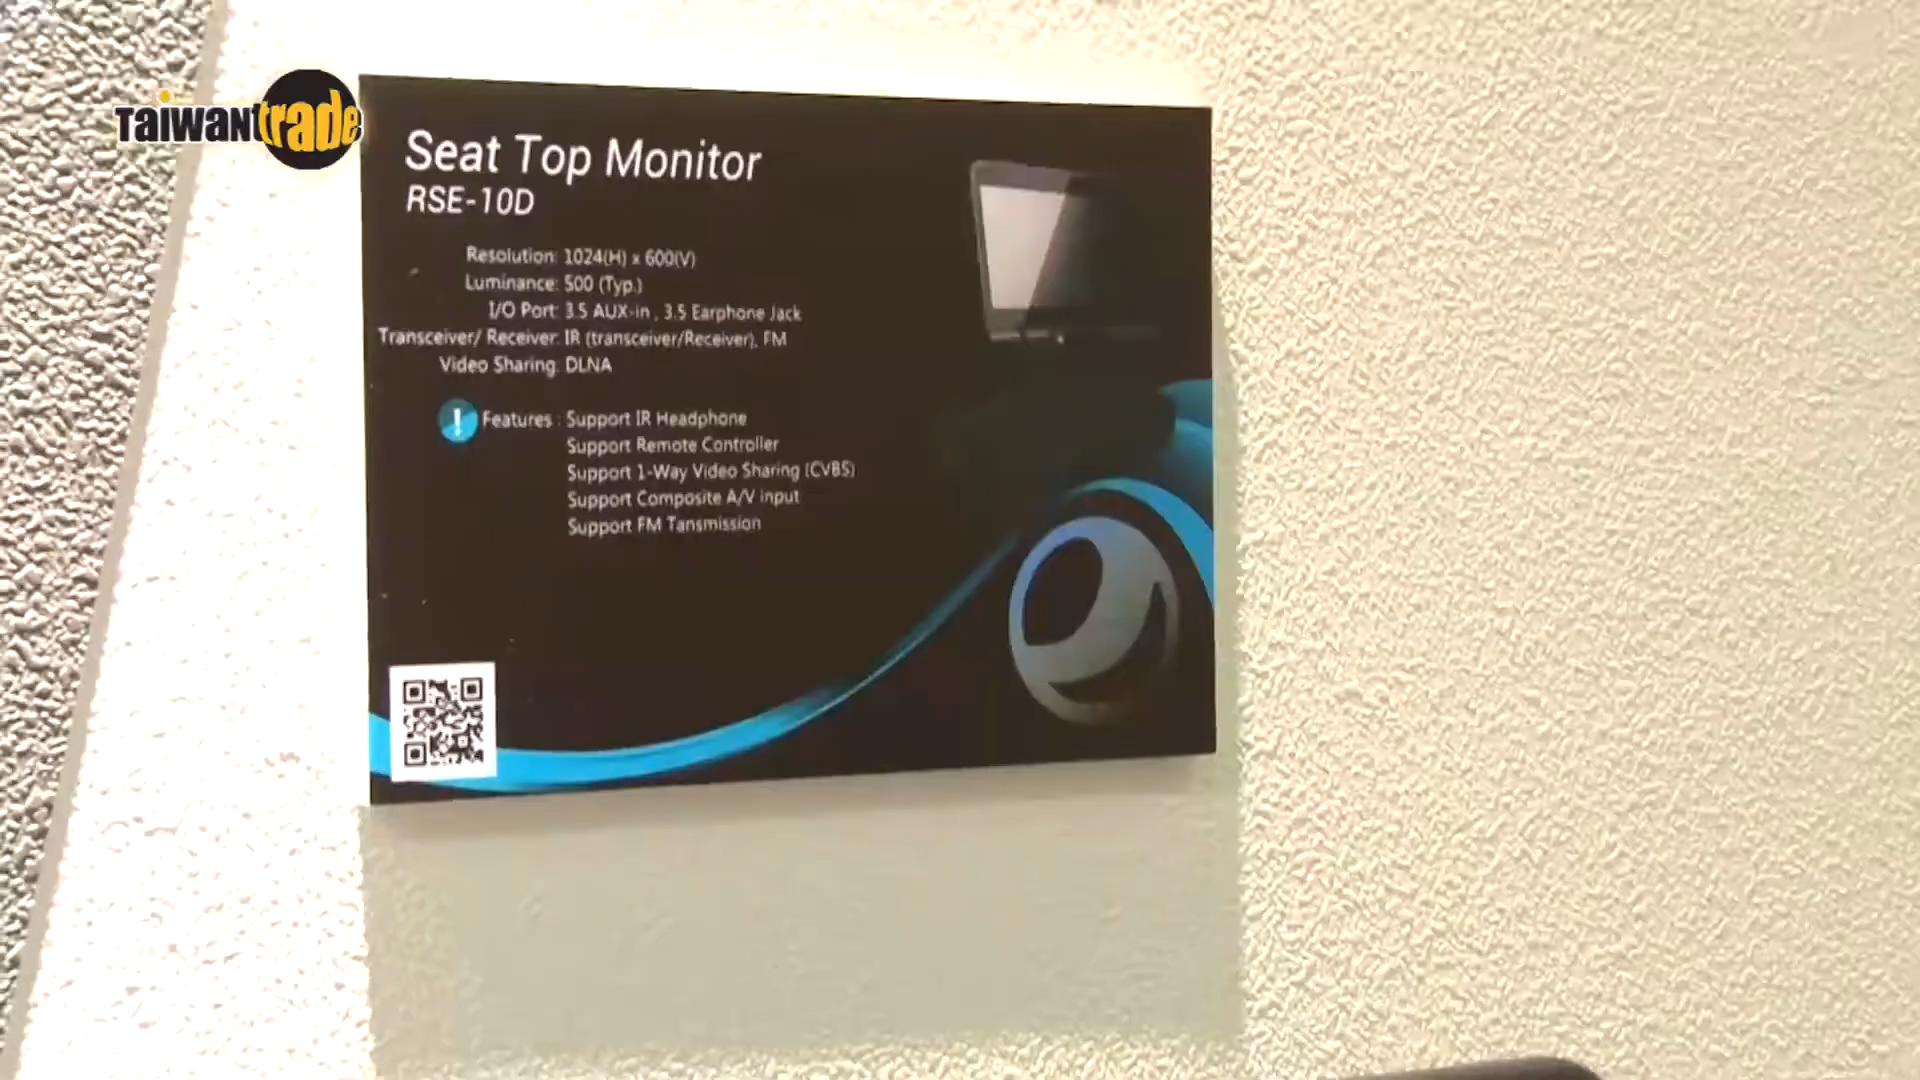 Taiwantrade
Seat Top Monitor
RSE-10D
Resolution: 1024(H) x 600(V)
Luminance: 500 (Typ.)
I/O Port: 3.5 AUX-in , 3.5 Earphone Jack
Transceiver/ Receiver: IR (transceiver/Receiver), FM
Video Sharing: DLNA
! Features : Support IR Headphone
Support Remote Controller
Support 1-Way Video Sharing (CVBS)
Support Composite A/V input
Support FM Tansmission